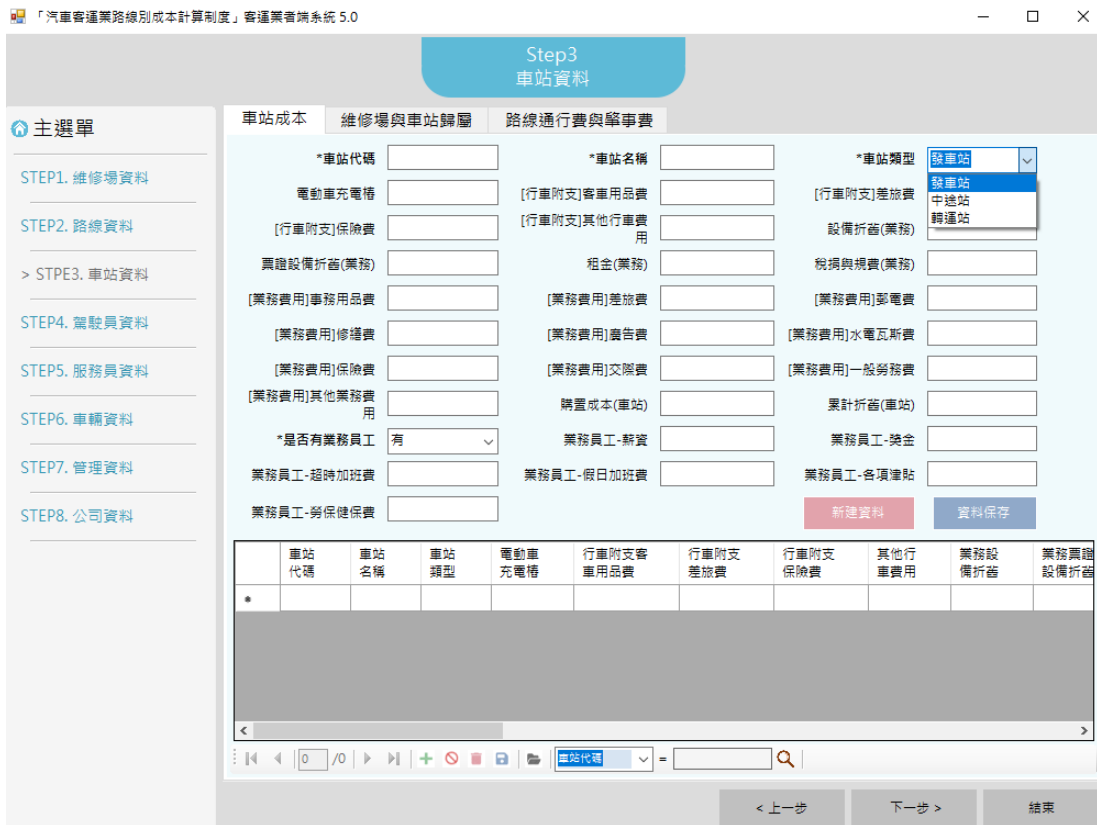 「汽車客運業路線別成本計算制度」客運業者端系統 5.0
Step3
車站資料
主選單
STEP1. 維修場資料
STEP2. 路線資料
> STPE3. 車站資料
STEP4. 駕駛員資料
STEP5. 服務員資料
STEP6. 車輛資料
STEP7. 管理資料
STEP8. 公司資料
車站成本 維修場與車站歸屬 路線通行費與肇事費
*車站代碼 *車站名稱 *車站類型 發車站
發車站
中途站
轉運站
電動車充電樁 [行車附支]客車用品費 [行車附支]差旅費
[行車附支]保險費 [行車附支]其他行車費
用 設備折舊(業務)
票證設備折舊(業務) 租金(業務) 稅捐與規費(業務)
[業務費用]事務用品費 [業務費用]差旅費 [業務費用]郵電費
[業務費用]修繕費 [業務費用]廣告費 [業務費用]水電瓦斯費
[業務費用]保險費 [業務費用]交際費 [業務費用]一般勞務費
[業務費用]其他業務費
用 購置成本(車站) 累計折舊(車站)
*是否有業務員工 有 業務員工-薪資 業務員工-獎金
業務員工-超時加班費 業務員工-假日加班費 業務員工-各項津貼
業務員工-勞保健保費 新建資料 資料保存
車站 車站 車站 電動車 行車附支客 行車附支 行車附支 其他行 業務設 業務票證
代碼 名稱 類型 充電樁 車用品費 差旅費 保險費 車費用 備折舊 設備折舊
0 /0 車站代碼 =
< 上一步 下一步 > 結束